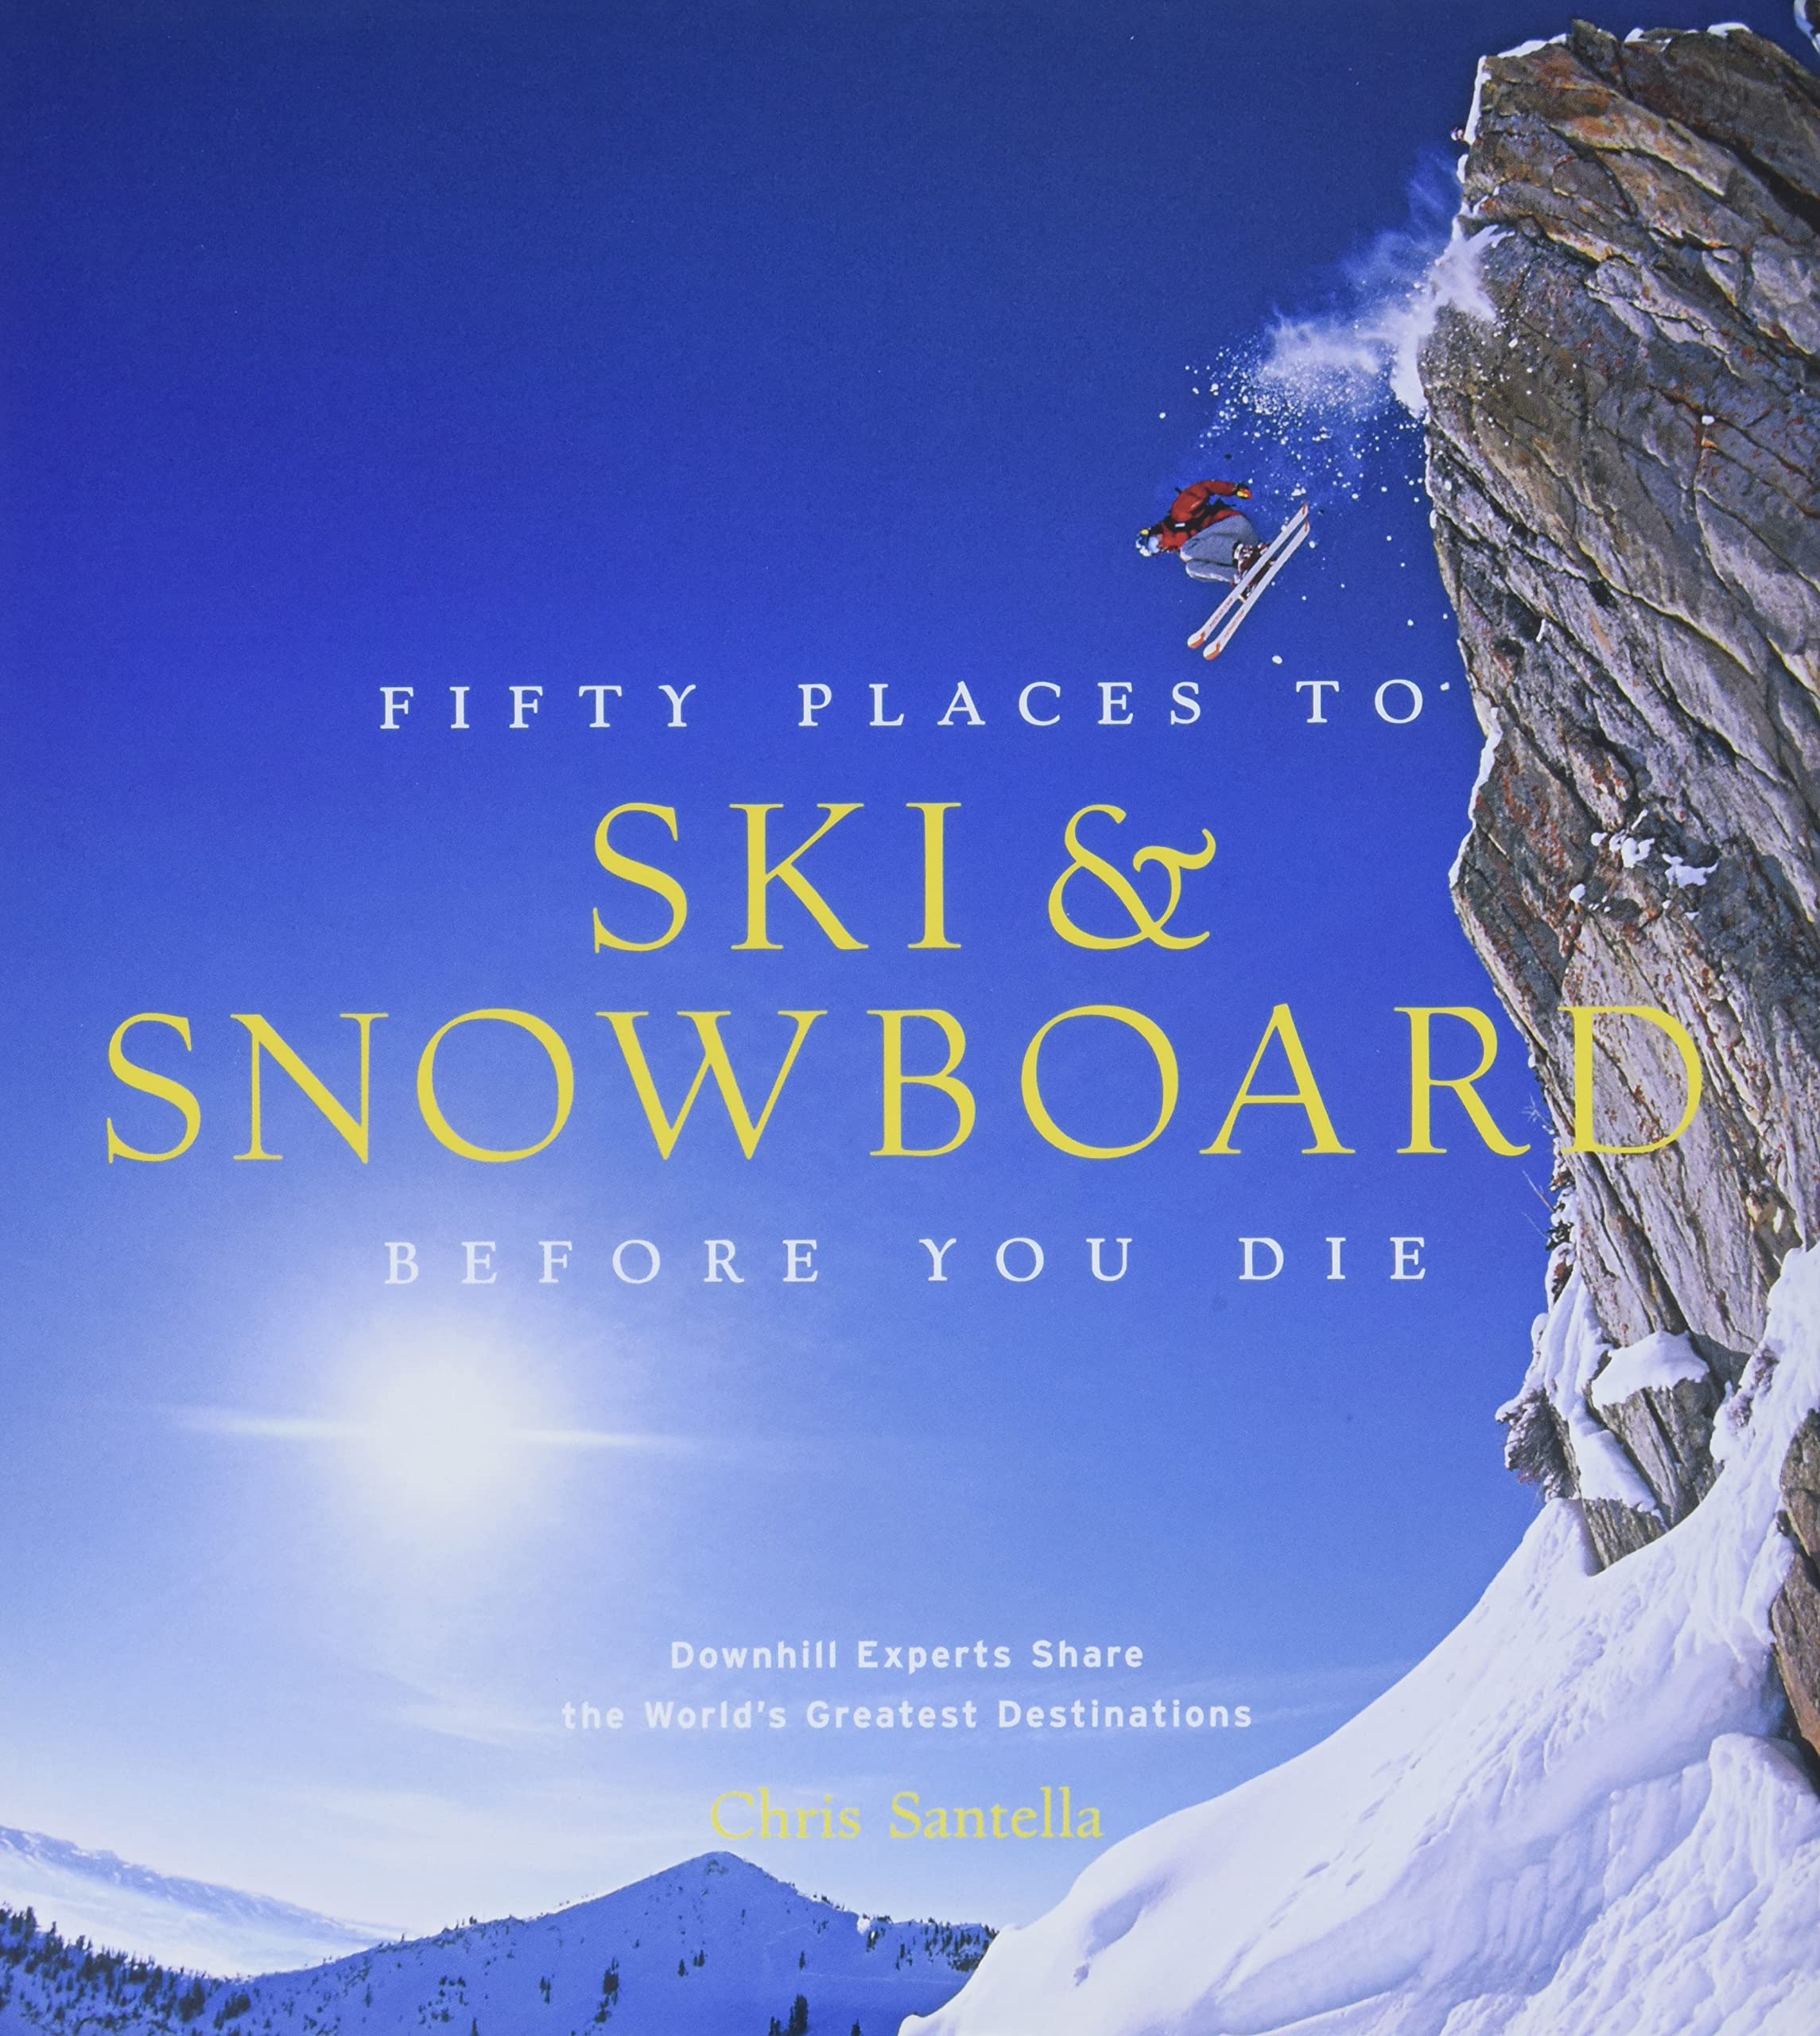 FIFTY PLACES TO
SKI &
SNOWBOARD
BEFORE YOU DIE
Downhill Experts Share
the World's Greatest Destinations
Chris Santella